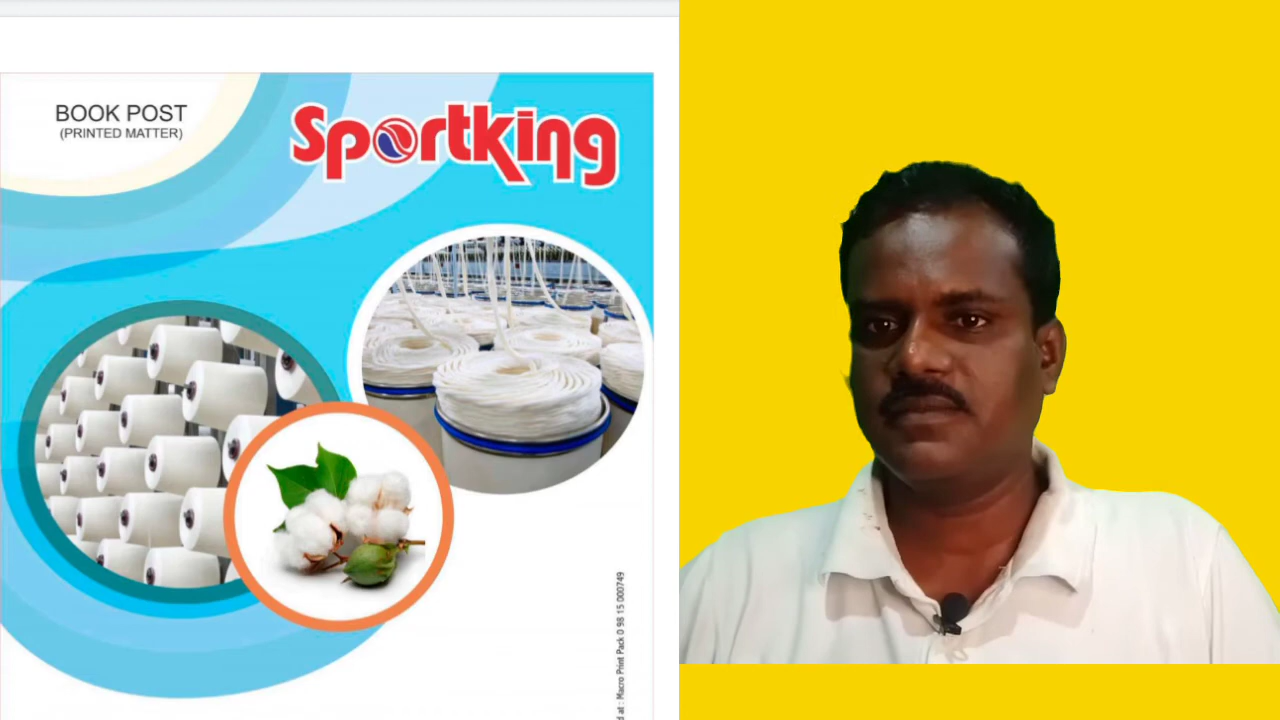 BOOK POST
(PRINTED MATTER)
Sportking
d at : Macro Print Pack 0 98 15 000749